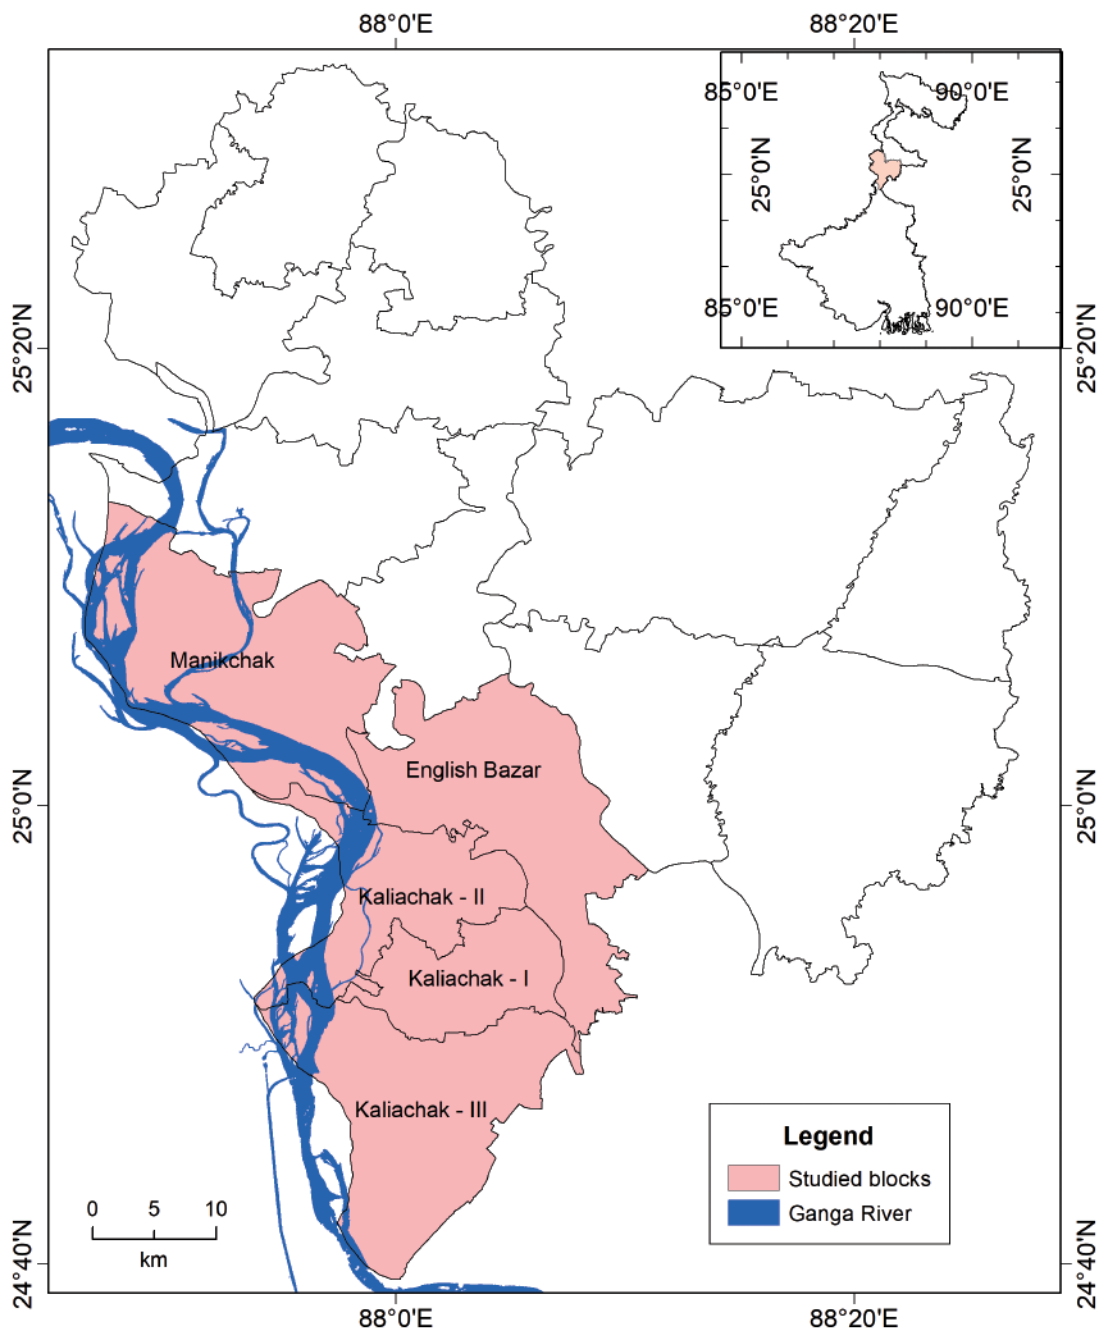 88°0'E
88°20'E
85°0'E
90°0'E
25°0'N
25°0'N
85°0'E
90°0'E
25°20'N
25°20'N
Manikchak
English Bazar
25°0'N
25°0'N
Kaliachak - II
Kaliachak - I
Kaliachak - III
Legend
Studied blocks
Ganga River
0 5 10
km
24°40'N
24°40'N
88°0'E
88°20'E